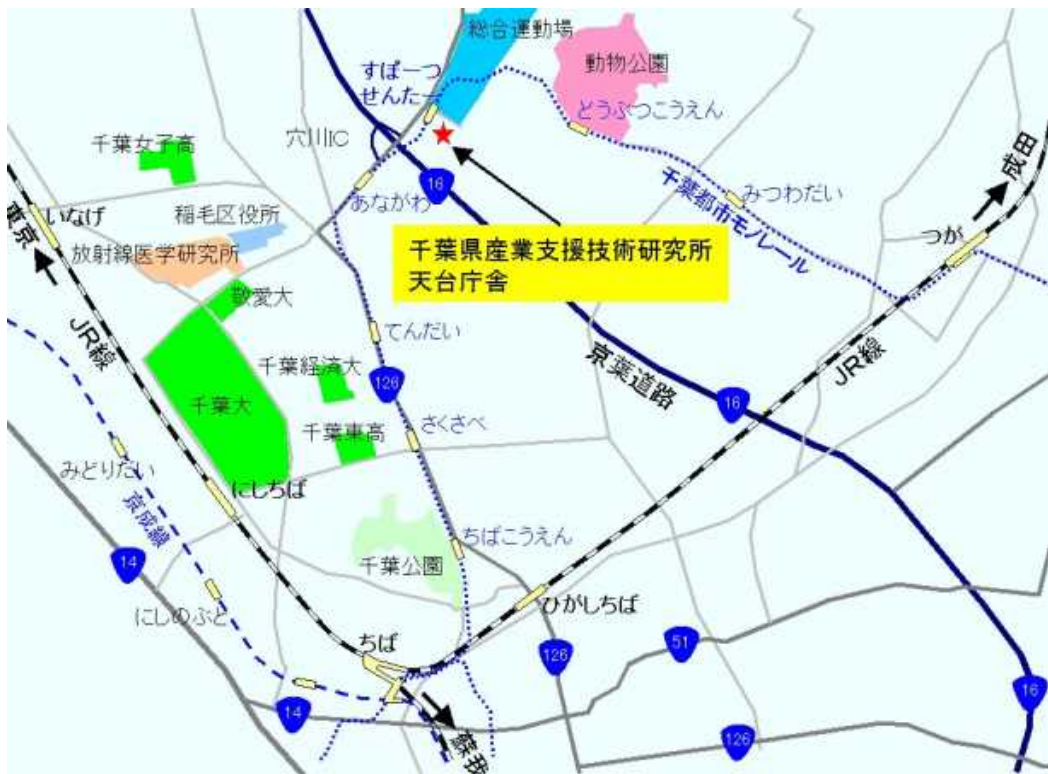 総合運動場
動物公園
すぽーつ
せんたー
どうぶつこうえん
穴川IC
千葉女子高
16
成田
あながわ
みつわだい
千葉都市モノレール
いなげ
東京
稲毛区役所
放射線医学研究所
つが
千葉県産業支援技術研究所
天台庁舎
敬愛大
JR線
てんだい
京葉道路
JR線
千葉経済大
126
16
千葉大
千葉東高
さくさべ
みどりだい
にしちば
京成線
ちばこうえん
14
千葉公園
ひがしちば
にしのぶと
ちば
51
126
16
14
蘇我
126